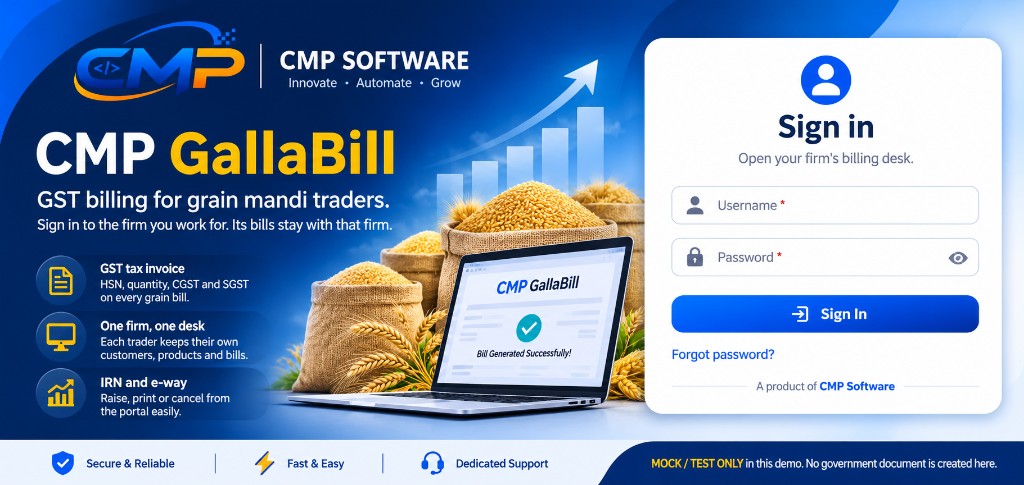 CMP
CMP SOFTWARE
Innovate • Automate • Grow
CMP GallaBill
GST billing for grain mandi traders.
Sign in to the firm you work for. Its bills stay with that firm.
GST tax invoice
HSN, quantity, CGST and SGST
on every grain bill.
One firm, one desk
Each trader keeps their own
customers, products and bills.
IRN and e-way
Raise, print or cancel from
the portal easily.
CMP GallaBill
Bill Generated Successfully!
Sign in
Open your firm's billing desk.
Username *
Password *
Sign In
Forgot password?
A product of CMP Software
Secure & Reliable
Fast & Easy
Dedicated Support
MOCK / TEST ONLY in this demo. No government document is created here.